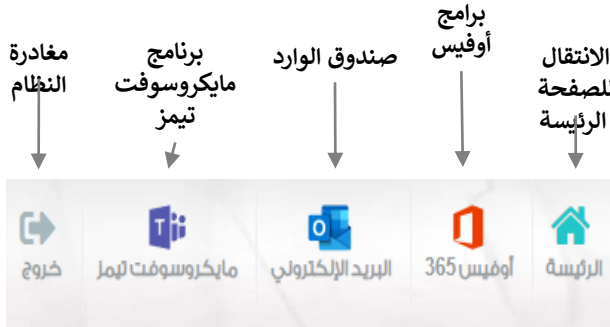 الانتقال
للصفحة
الرئيسة
برامج
أوفيس
صندوق الوارد
برنامج
مايكروسوفت
تيمز
مغادرة
النظام
الرئيسة
أوفيس 365
البريد الإلكتروني
مايكروسوفت تيمز
خروج